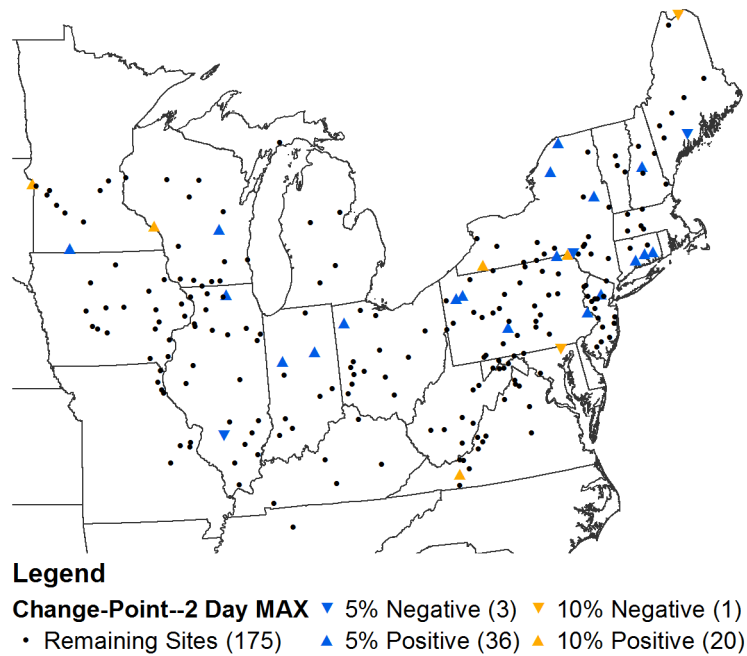 Legend
Change-Point--2 Day MAX ▼ 5% Negative (3) ▼ 10% Negative (1)
• Remaining Sites (175) ▲ 5% Positive (36) ▲ 10% Positive (20)